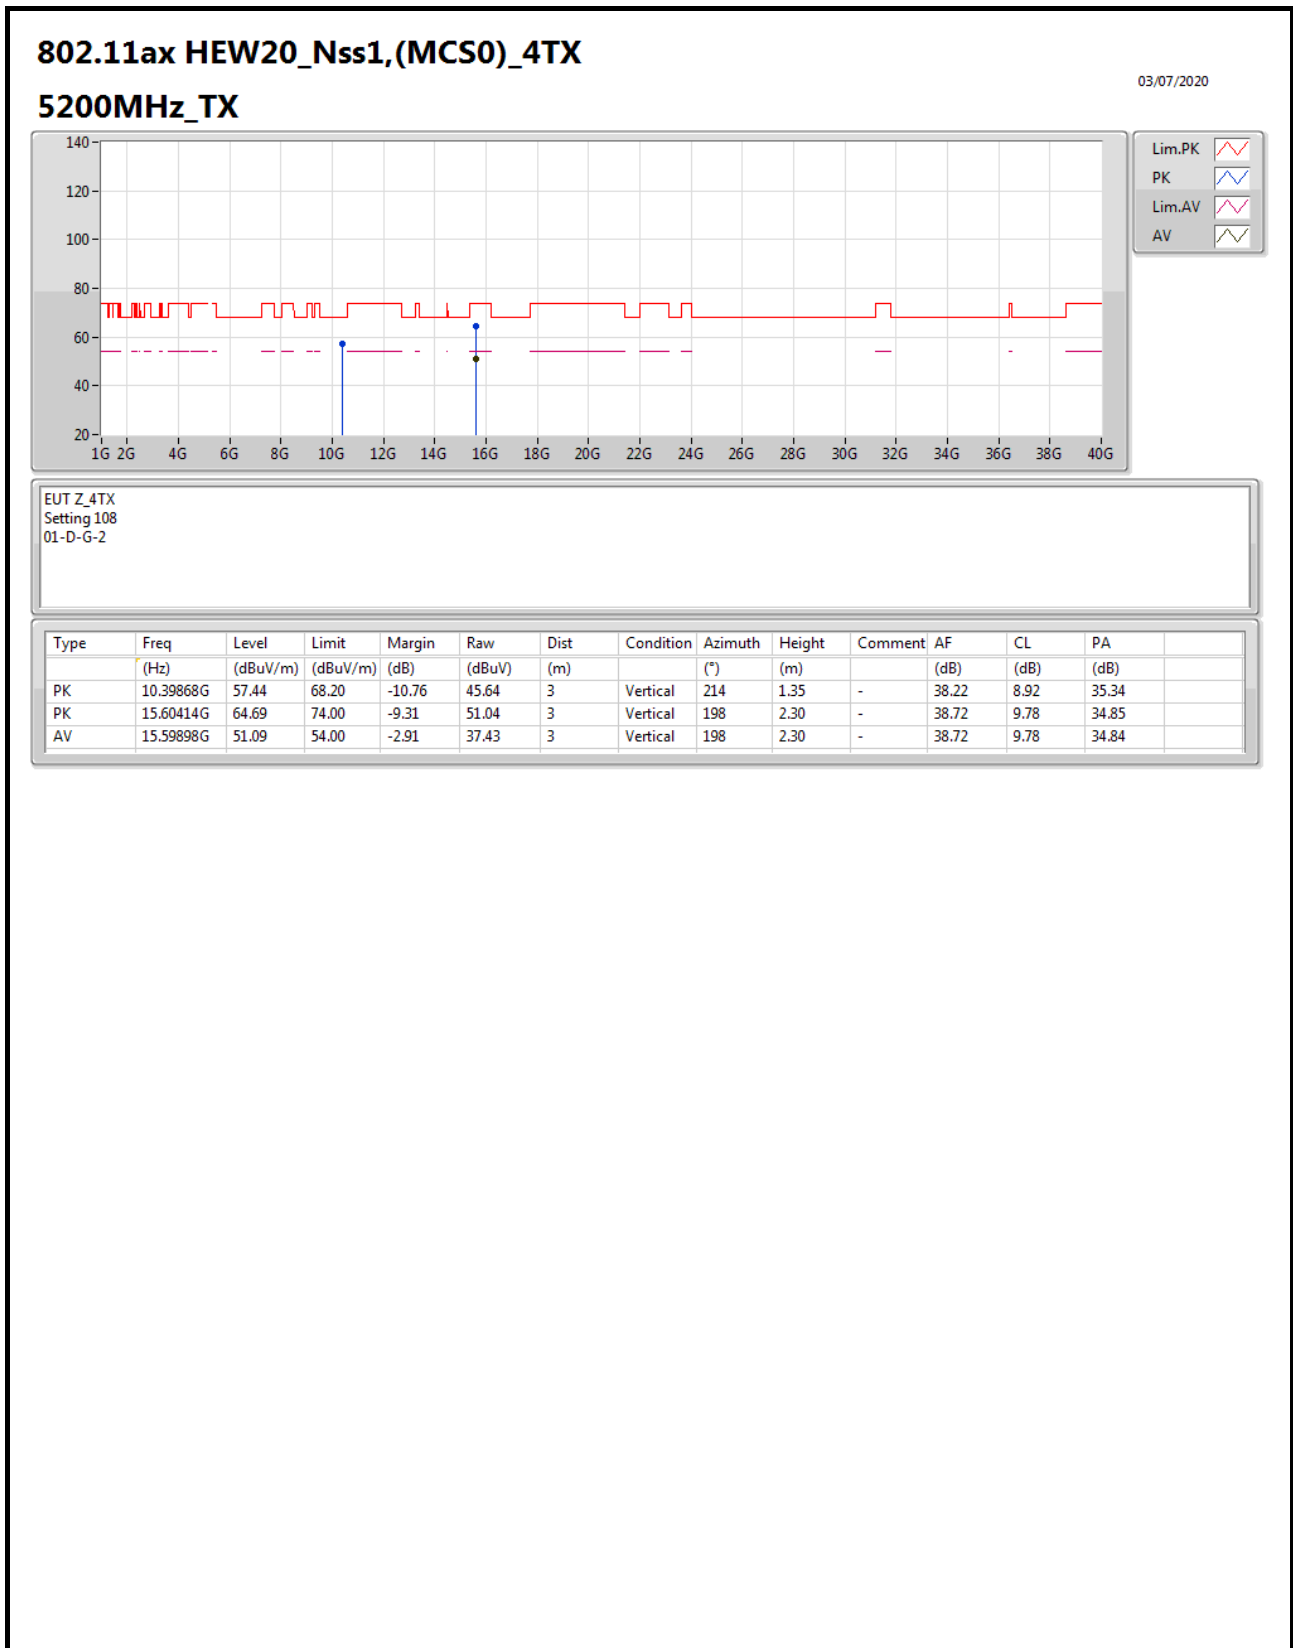 802.11ax HEW20_Nss1,(MCS0)_4TX
03/07/2020
5200MHz_TX
140
120
100
80
60
40
20
1G 2G 4G 6G 8G 10G 12G 14G 16G 18G 20G 22G 24G 26G 28G 30G 32G 34G 36G 38G 40G
Lim.PK
PK
Lim.AV
AV
EUT Z_4TX
Setting 108
01-D-G-2
Type Freq Level Limit Margin Raw Dist Condition Azimuth Height Comment AF CL PA
(Hz) (dBuV/m) (dBuV/m) (dB) (dBuV) (m) (°) (m) (dB) (dB) (dB)
PK 10.39868G 57.44 68.20 -10.76 45.64 3 Vertical 214 1.35 - 38.22 8.92 35.34
PK 15.60414G 64.69 74.00 -9.31 51.04 3 Vertical 198 2.30 - 38.72 9.78 34.85
AV 15.59898G 51.09 54.00 -2.91 37.43 3 Vertical 198 2.30 - 38.72 9.78 34.84